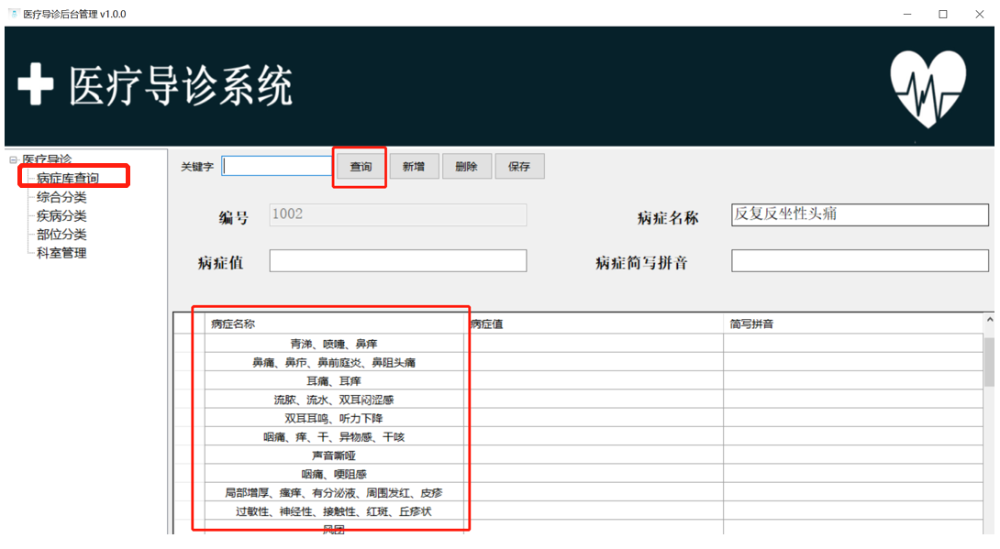 医疗导诊后台管理 v1.0.0
医疗导诊系统
医疗导诊
病症库查询
综合分类
疾病分类
部位分类
科室管理
关键字 查询 新增 删除 保存
编号 1002 病症名称 反复反坐性头痛
病症值 病症简写拼音
病症名称 病症值 简写拼音
青涕、喷嚏、鼻痒
鼻痛、鼻疖、鼻前庭炎、鼻阻头痛
耳痛、耳痒
流脓、流水、双耳闷涩感
双耳耳鸣、听力下降
咽痛、痒、干、异物感、干咳
声音嘶哑
咽痛、哽阻感
局部增厚、瘙痒、有分泌液、周围发红、皮疹
过敏性、神经性、接触性、红斑、丘疹状
风团